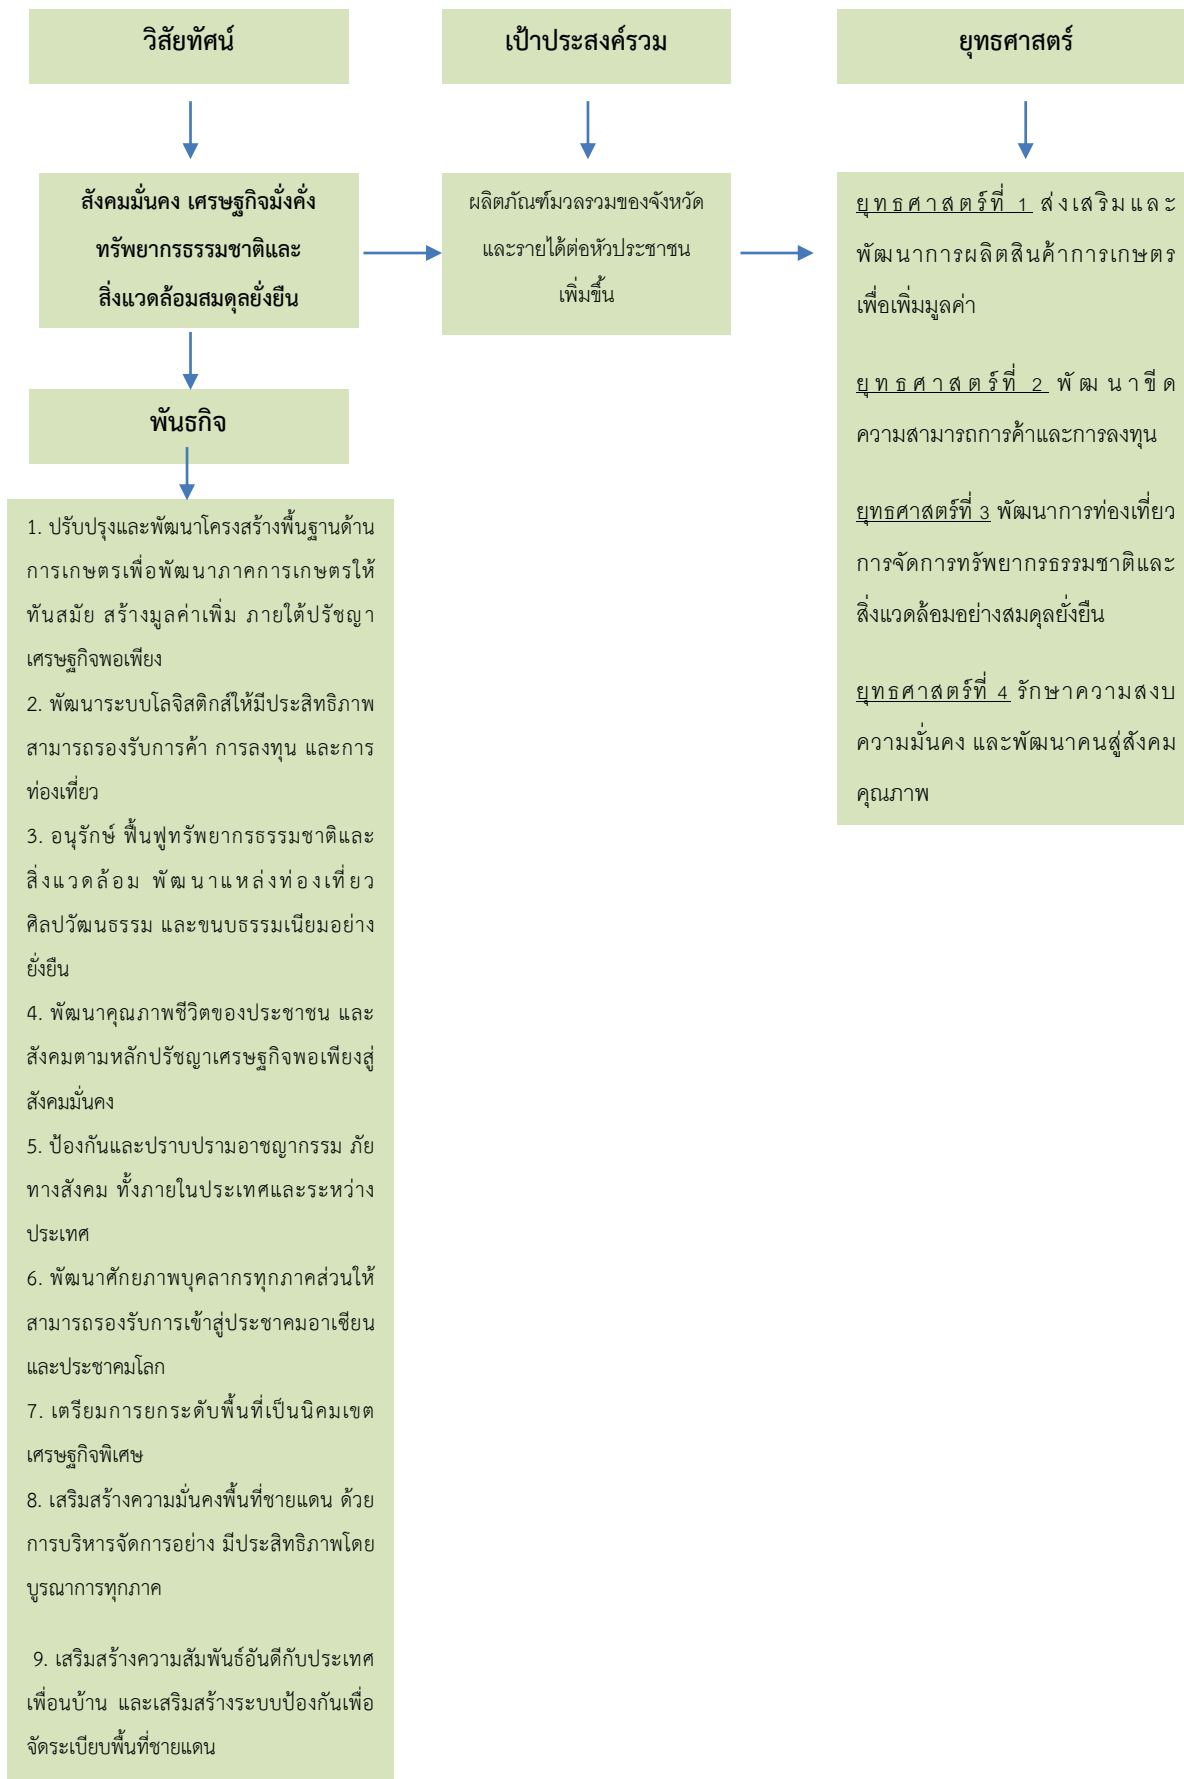 วิสัยทัศน์
เป้าประสงค์รวม
ยุทธศาสตร์
สังคมมั่นคง เศรษฐกิจมั่งคั่ง
ทรัพยากรธรรมชาติและ
สิ่งแวดล้อมสมดุลยั่งยืน
ผลิตภัณฑ์มวลรวมของจังหวัด
และรายได้ต่อหัวประชาชน
เพิ่มขึ้น
ยุทธศาสตร์ที่ 1 ส่งเสริมและ
พัฒนาการผลิตสินค้าการเกษตร
เพื่อเพิ่มมูลค่า
ยุทธศาสตร์ที่ 2 พัฒนาขีด
ความสามารถการค้าและการลงทุน
ยุทธศาสตร์ที่ 3 พัฒนาการท่องเที่ยว
การจัดการทรัพยากรธรรมชาติและ
สิ่งแวดล้อมอย่างสมดุลยั่งยืน
ยุทธศาสตร์ที่ 4 รักษาความสงบ
ความมั่นคง และพัฒนาคนสู่สังคม
คุณภาพ
พันธกิจ
1. ปรับปรุงและพัฒนาโครงสร้างพื้นฐานด้าน
การเกษตรเพื่อพัฒนาภาคการเกษตรให้
ทันสมัย สร้างมูลค่าเพิ่ม ภายใต้ปรัชญา
เศรษฐกิจพอเพียง
2. พัฒนาระบบโลจิสติกส์ให้มีประสิทธิภาพ
สามารถรองรับการค้า การลงทุน และการ
ท่องเที่ยว
3. อนุรักษ์ ฟื้นฟูทรัพยากรธรรมชาติและ
สิ่งแวดล้อม พัฒนาแหล่งท่องเที่ยว
ศิลปวัฒนธรรม และขนบธรรมเนียมอย่าง
ยั่งยืน
4. พัฒนาคุณภาพชีวิตของประชาชน และ
สังคมตามหลักปรัชญาเศรษฐกิจพอเพียงสู่
สังคมมั่นคง
5. ป้องกันและปราบปรามอาชญากรรม ภัย
ทางสังคม ทั้งภายในประเทศและระหว่าง
ประเทศ
6. พัฒนาศักยภาพบุคลากรทุกภาคส่วนให้
สามารถรองรับการเข้าสู่ประชาคมอาเซียน
และประชาคมโลก
7. เตรียมการยกระดับพื้นที่เป็นนิคมเขต
เศรษฐกิจพิเศษ
8. เสริมสร้างความมั่นคงพื้นที่ชายแดน ด้วย
การบริหารจัดการอย่าง มีประสิทธิภาพโดย
บูรณาการทุกภาค
9. เสริมสร้างความสัมพันธ์อันดีกับประเทศ
เพื่อนบ้าน และเสริมสร้างระบบป้องกันเพื่อ
จัดระเบียบพื้นที่ชายแดน